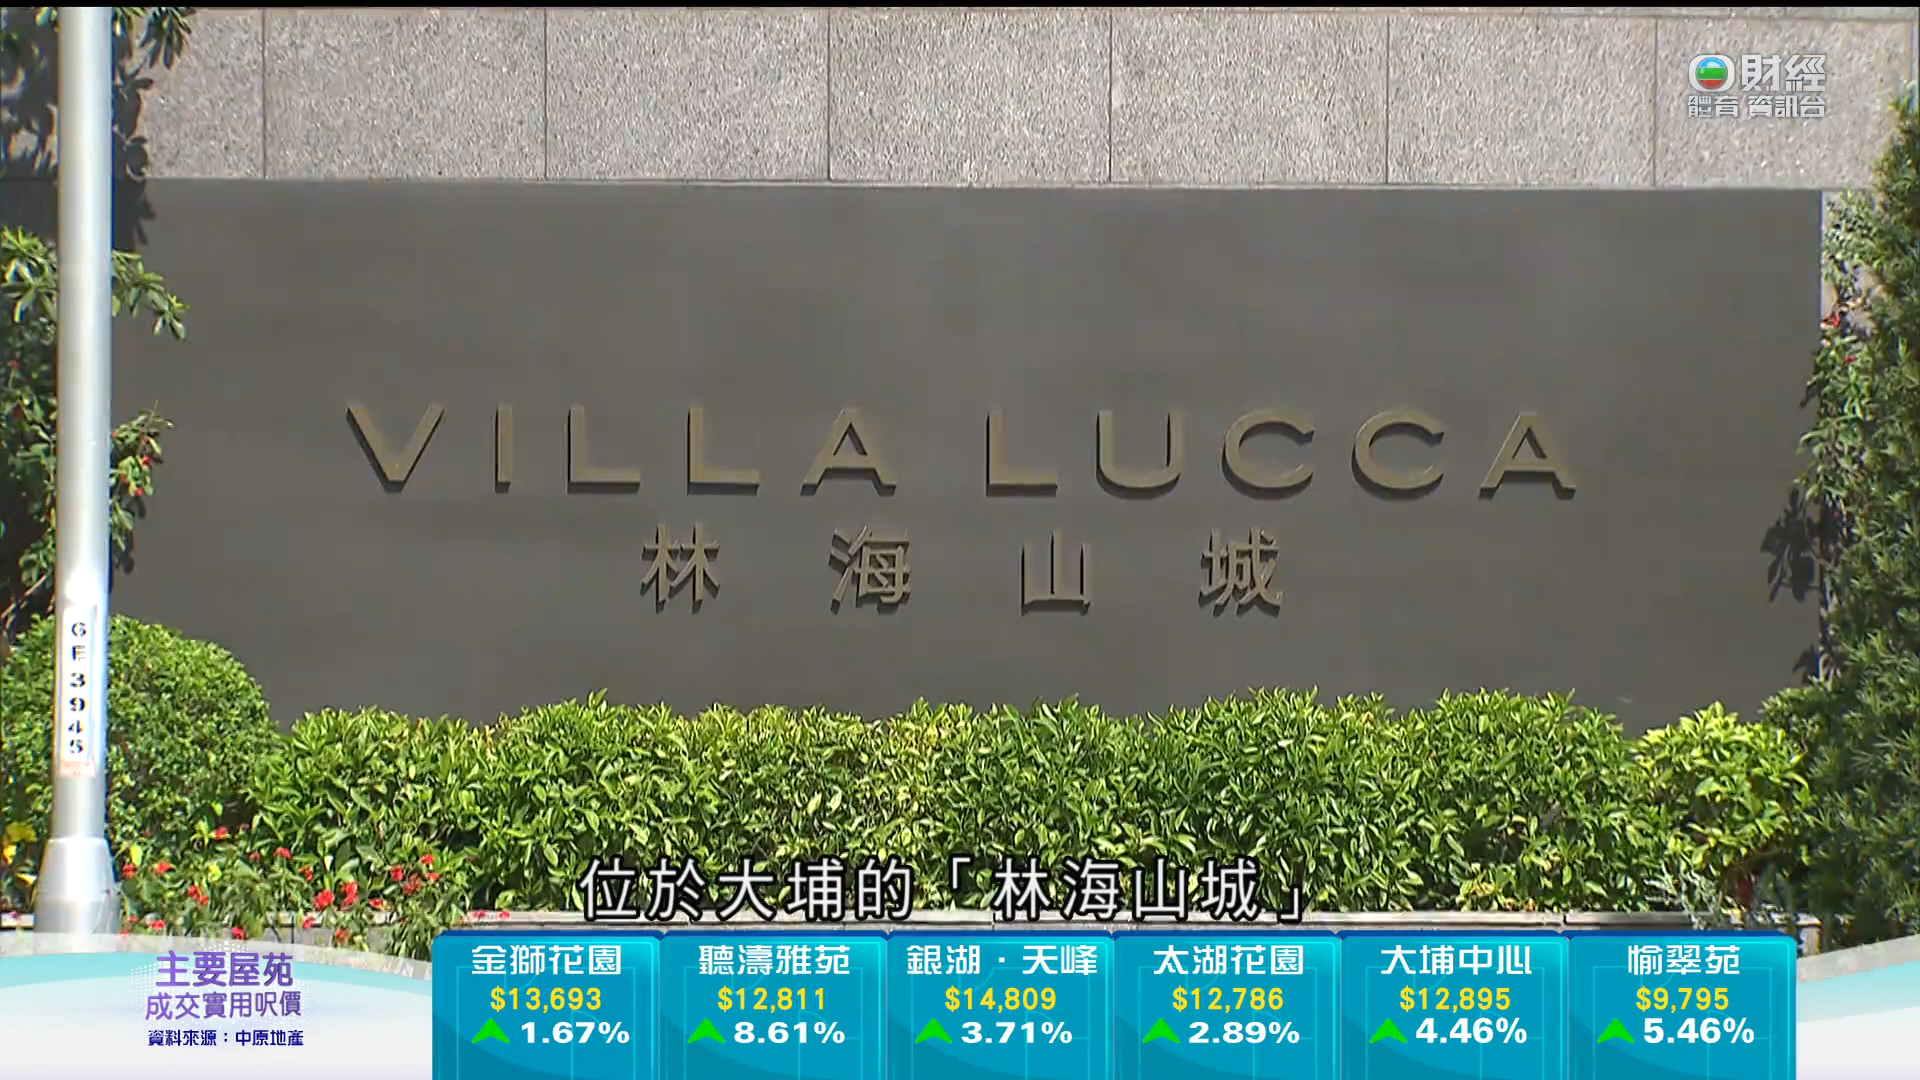 財經
體育 資訊台
VILLA LUCCA
林海山城
GF3945
位於大埔的「林海山城」
主要屋苑
成交實用呎價
資料來源：中原地產
金獅花園
$13,693
1.67%
聽濤雅苑
$12,811
8.61%
銀湖·天峰
$14,809
3.71%
太湖花園
$12,786
2.89%
大埔中心
$12,895
4.46%
愉翠苑
$9,795
5.46%